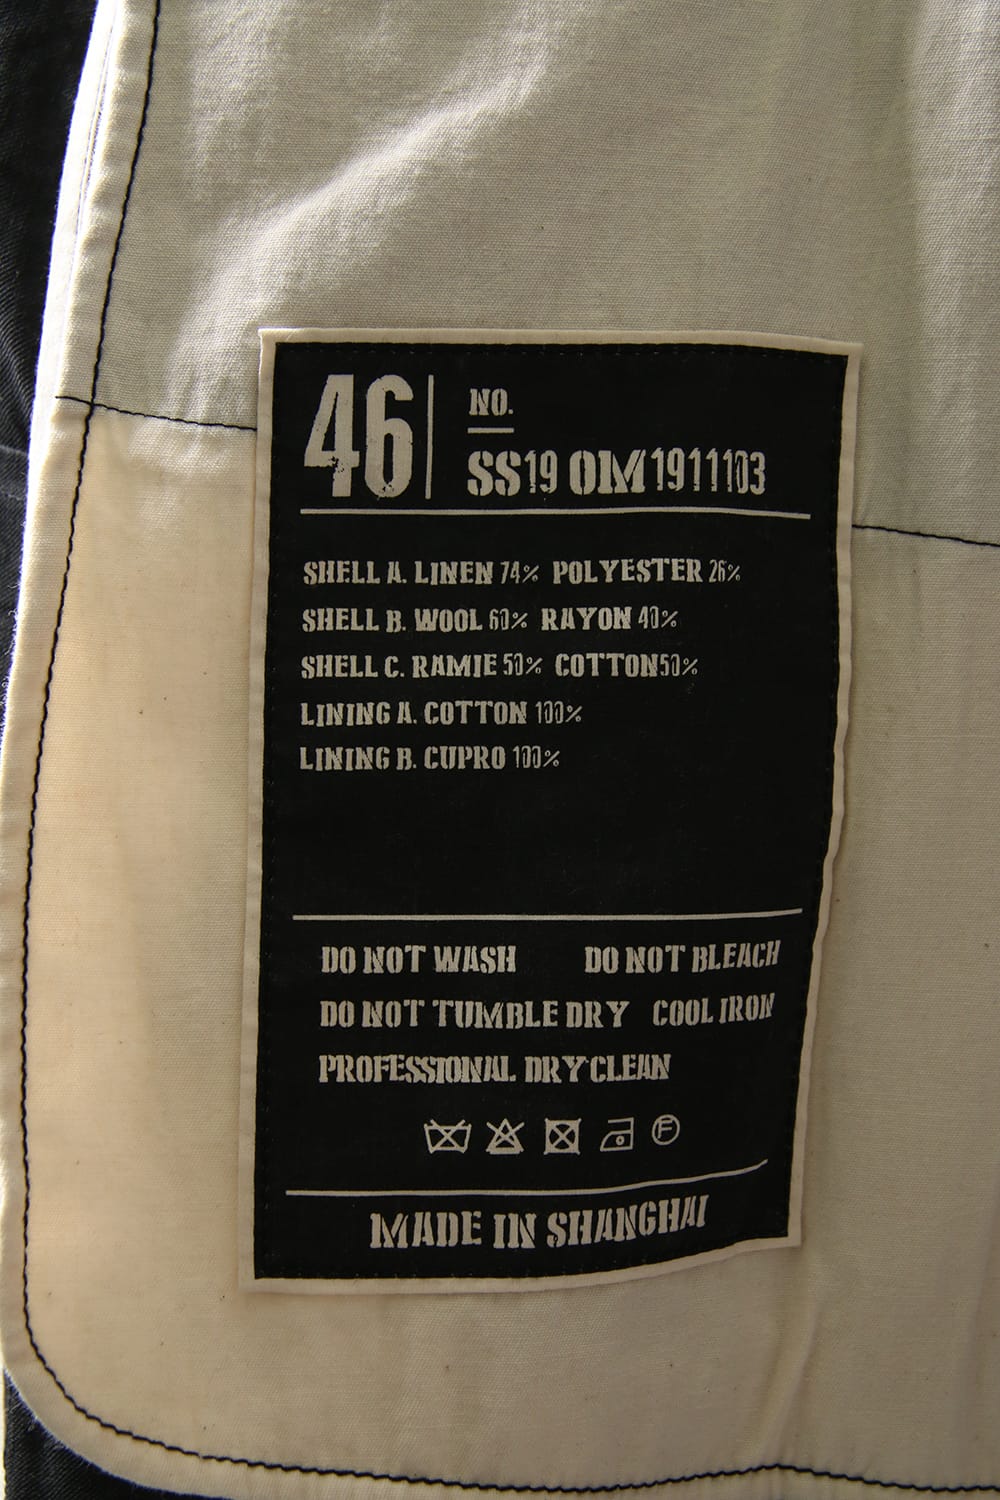 46
NO.
SS19 OM1911103
SHELL A. LINEN 74% POLYESTER 26%
SHELL B. WOOL 60% RAYON 40%
SHELL C. RAMIE 50% COTTON50%
LINING A. COTTON 100%
LINING B. CUPRO 100%
DO NOT WASH DO NOT BLEACH
DO NOT TUMBLE DRY COOL IRON
PROFESSIONAL DRYCLEAN
F
MADE IN SHANGHAI